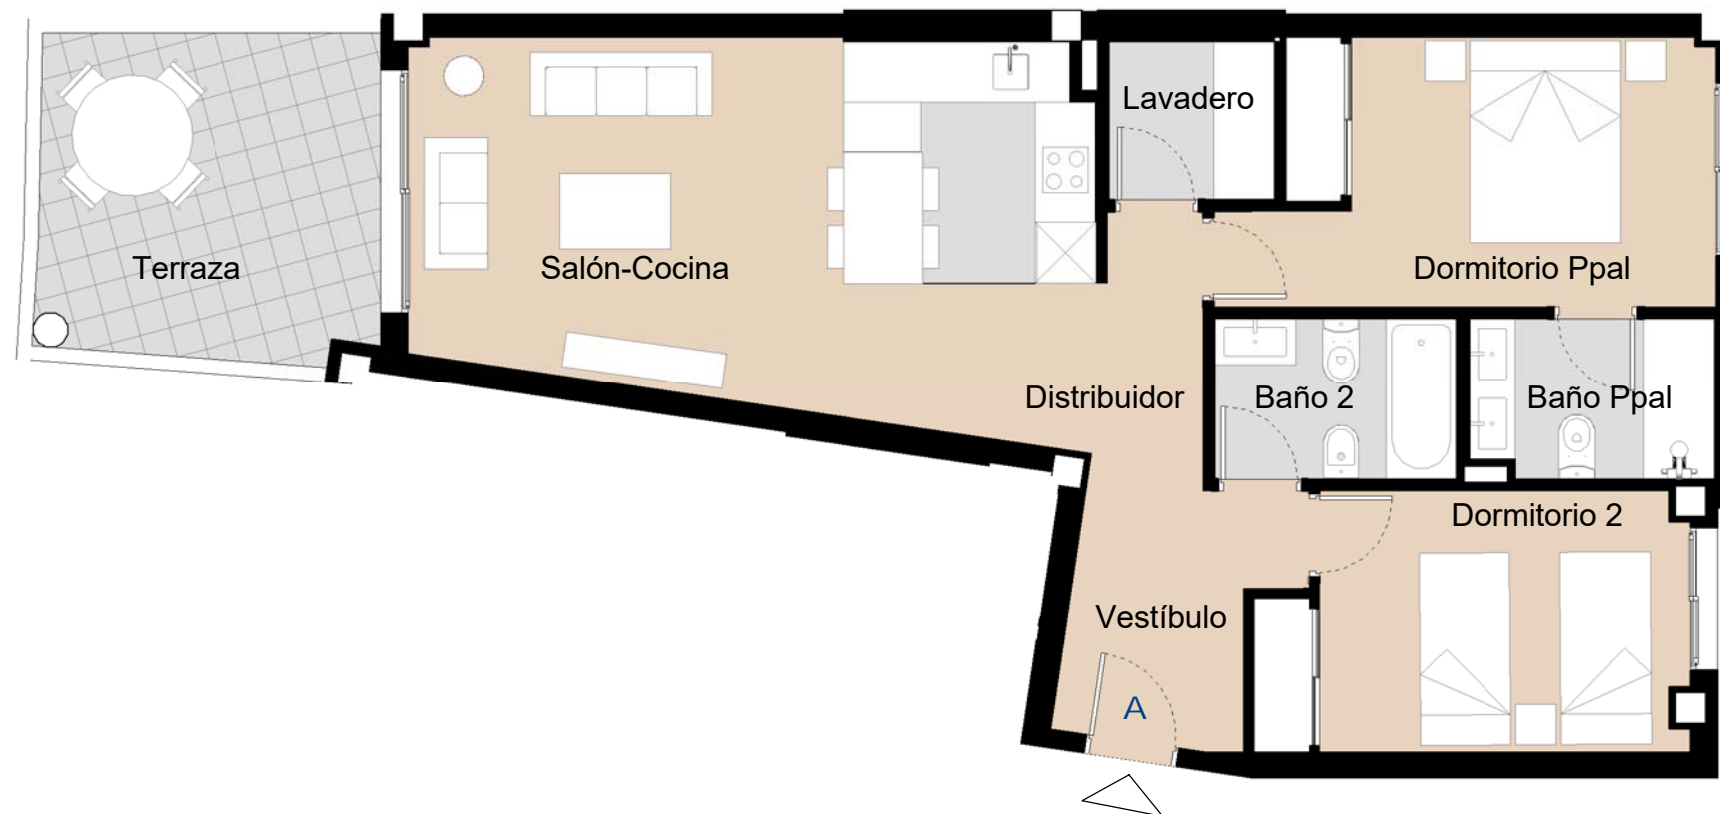 Lavadero
Terraza
Salón-Cocina
Dormitorio Ppal
Distribuidor
Baño 2
Baño Ppal
Dormitorio 2
Vestíbulo
A